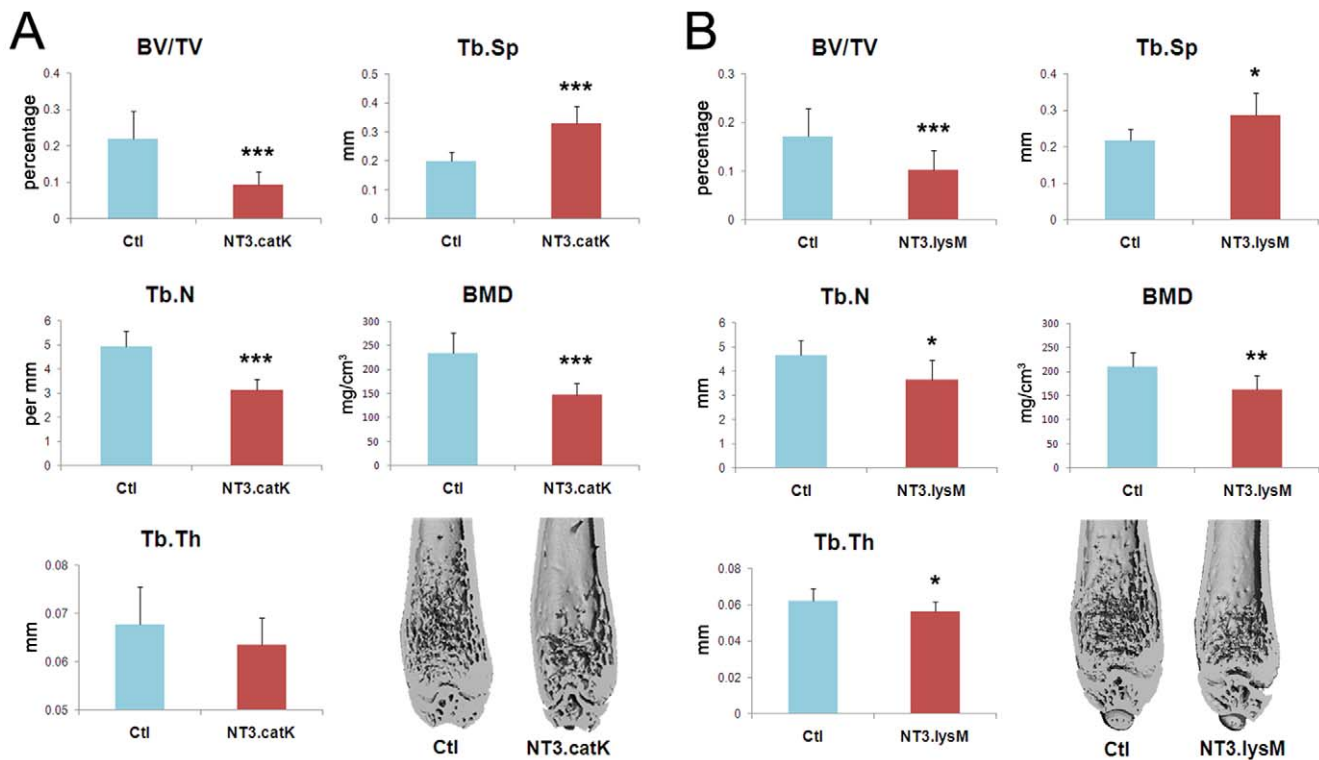 A
BV/TV
percentage
0.4
0.3
0.2
0.1
0
***
Ctl
NT3.catK
Tb.Sp
mm
0.5
0.4
0.3
0.2
0.1
0
***
Ctl
NT3.catK
Tb.N
per mm
6
5
4
3
2
1
0
***
Ctl
NT3.catK
BMD
mg/cm³
300
250
200
150
100
50
0
***
Ctl
NT3.catK
Tb.Th
mm
0.08
0.07
0.06
0.05
Ctl
NT3.catK
Ctl
NT3.catK
B
BV/TV
percentage
0.3
0.2
0.1
0
***
Ctl
NT3.lysM
Tb.Sp
mm
0.4
0.3
0.2
0.1
0
*
Ctl
NT3.lysM
Tb.N
mm
6
5
4
3
2
1
0
*
Ctl
NT3.lysM
BMD
mg/cm³
300
250
200
150
100
50
0
**
Ctl
NT3.lysM
Tb.Th
mm
0.08
0.06
0.04
0.02
0
*
Ctl
NT3.lysM
Ctl
NT3.lysM